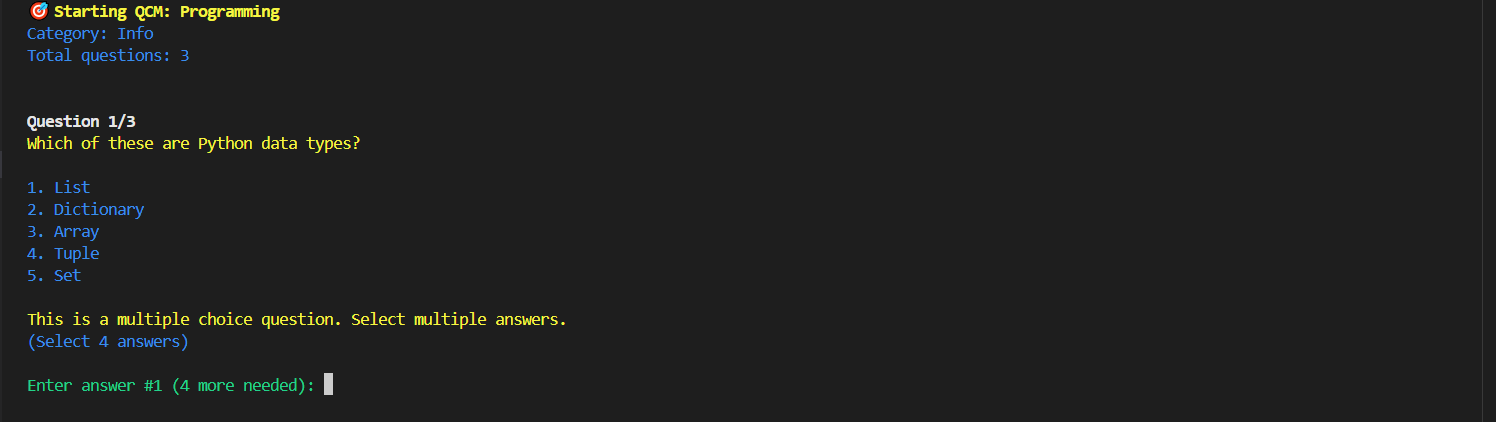 🎯 Starting QCM: Programming
Category: Info
Total questions: 3
Question 1/3
Which of these are Python data types?
1. List
2. Dictionary
3. Array
4. Tuple
5. Set
This is a multiple choice question. Select multiple answers.
(Select 4 answers)
Enter answer #1 (4 more needed):